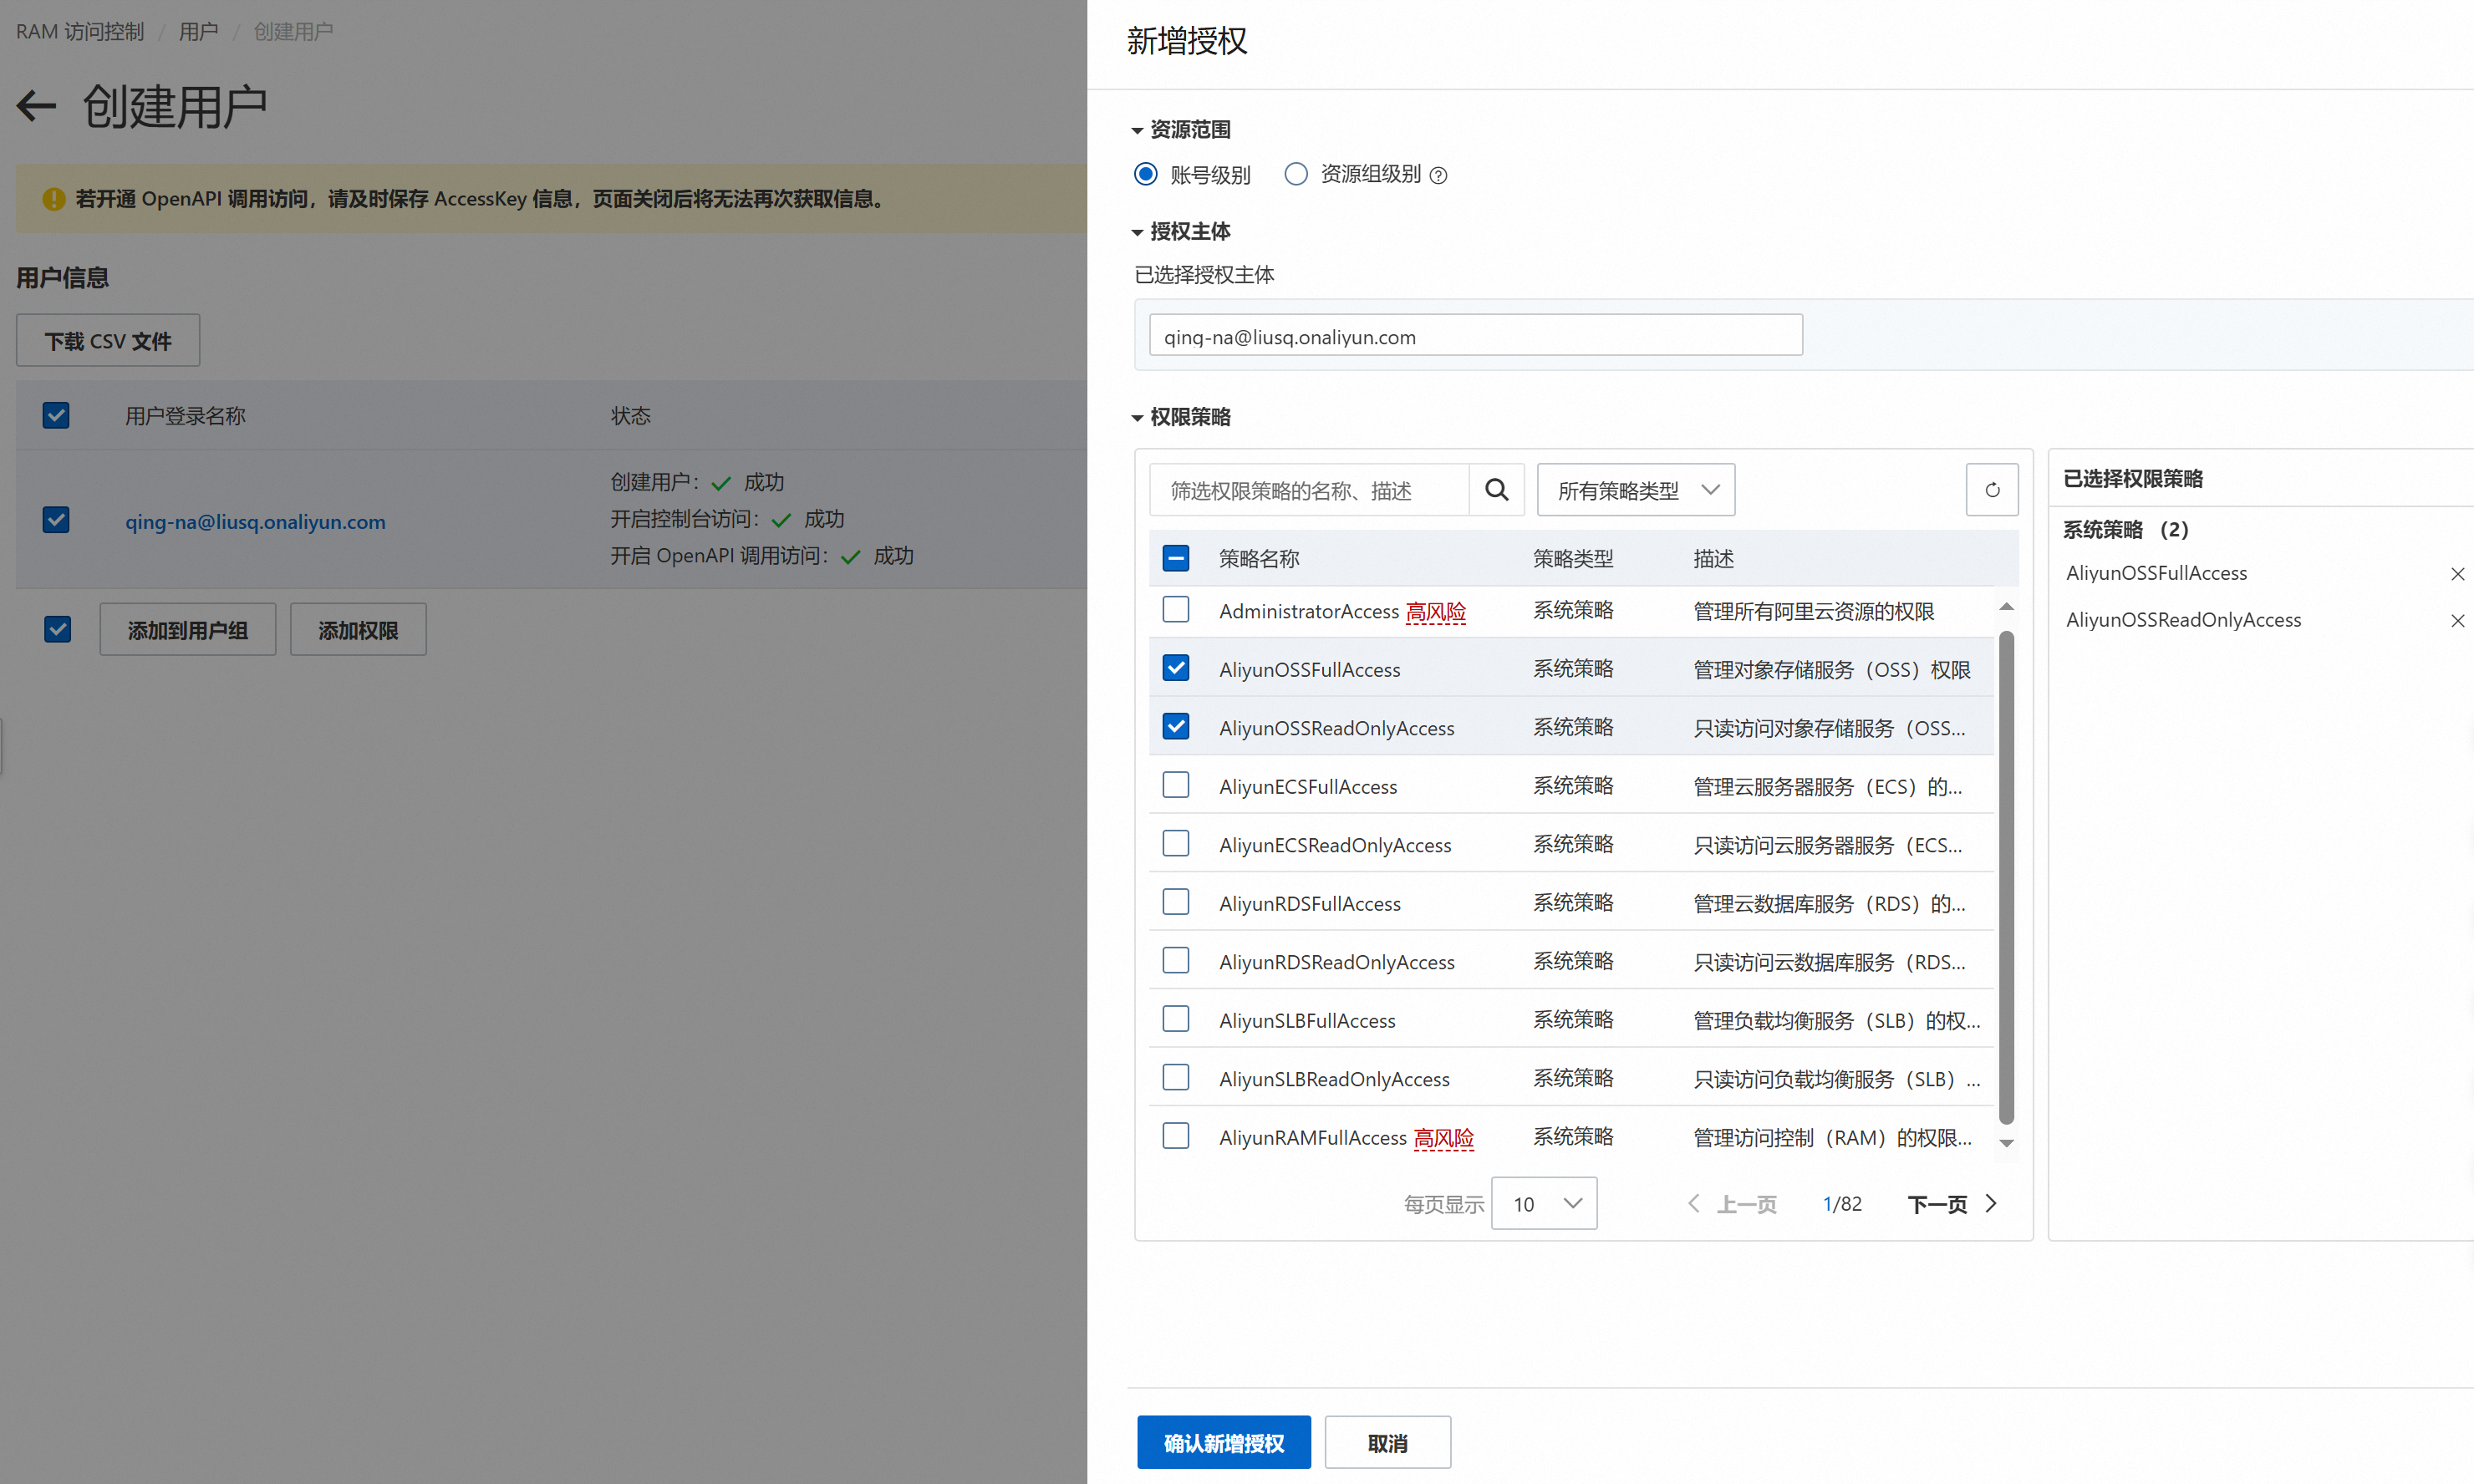 RAM 访问控制 / 用户 / 创建用户
创建用户
若开通 OpenAPI 调用访问，请及时保存 AccessKey 信息，页面关闭后将无法再次获取信息。
用户信息
下载 CSV 文件
用户登录名称 状态
qing-na@liusq.onaliyun.com
创建用户： 成功
开启控制台访问： 成功
开启 OpenAPI 调用访问： 成功
添加到用户组 添加权限
新增授权
资源范围
账号级别 资源组级别
授权主体
已选择授权主体
qing-na@liusq.onaliyun.com
权限策略
筛选权限策略的名称、描述 所有策略类型
策略名称 策略类型 描述
AdministratorAccess 高风险 系统策略 管理所有阿里云资源的权限
AliyunOSSFullAccess 系统策略 管理对象存储服务（OSS）权限
AliyunOSSReadOnlyAccess 系统策略 只读访问对象存储服务（OSS...
AliyunECSFullAccess 系统策略 管理云服务器服务（ECS）的...
AliyunECSReadOnlyAccess 系统策略 只读访问云服务器服务（ECS...
AliyunRDSFullAccess 系统策略 管理云数据库服务（RDS）的...
AliyunRDSReadOnlyAccess 系统策略 只读访问云数据库服务（RDS...
AliyunSLBFullAccess 系统策略 管理负载均衡服务（SLB）的权...
AliyunSLBReadOnlyAccess 系统策略 只读访问负载均衡服务（SLB）...
AliyunRAMFullAccess 高风险 系统策略 管理访问控制（RAM）的权限...
每页显示 10 上一页 1/82 下一页
已选择权限策略
系统策略 （2）
AliyunOSSFullAccess
AliyunOSSReadOnlyAccess
确认新增授权 取消